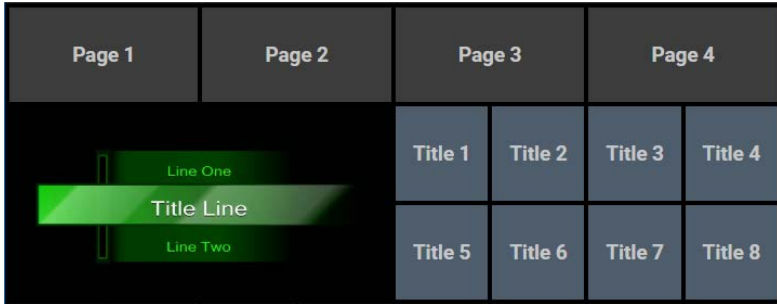 Page 1 Page 2 Page 3 Page 4
Line One
Title Line
Line Two
Title 1 Title 2 Title 3 Title 4
Title 5 Title 6 Title 7 Title 8